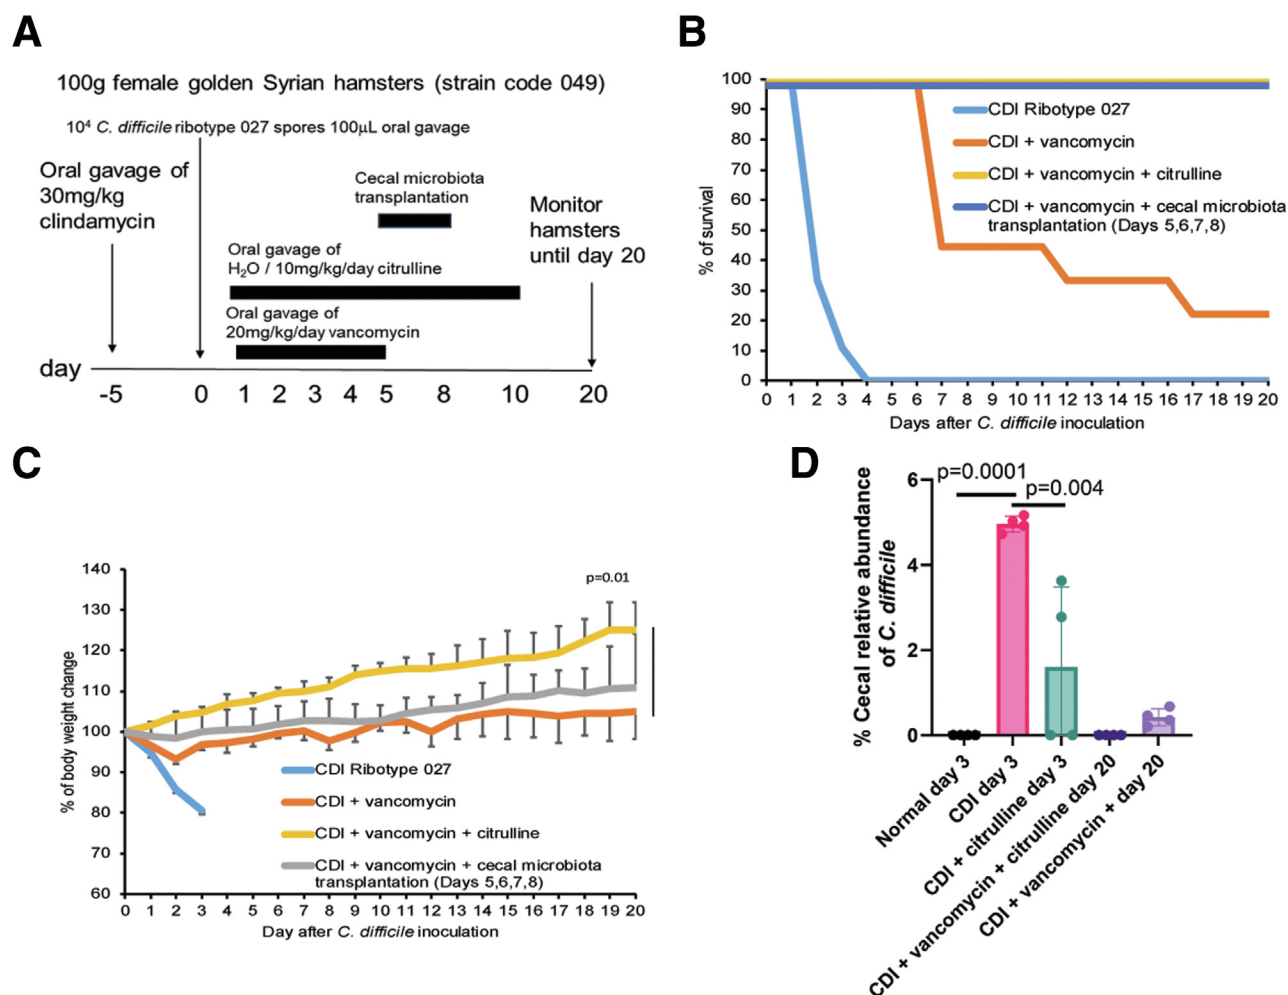 A
100g female golden Syrian hamsters (strain code 049)
10⁴ C. difficile ribotype 027 spores 100μL oral gavage
Oral gavage of
30mg/kg
clindamycin
Cecal microbiota
transplantation
Monitor
hamsters
until day 20
Oral gavage of
H₂O / 10mg/kg/day citrulline
Oral gavage of
20mg/kg/day vancomycin
day
-5 0 1 2 3 4 5 8 10 20
B
% of survival
100
90
80
70
60
50
40
30
20
10
0
CDI Ribotype 027
CDI + vancomycin
CDI + vancomycin + citrulline
CDI + vancomycin + cecal microbiota
transplantation (Days 5,6,7,8)
0 1 2 3 4 5 6 7 8 9 10 11 12 13 14 15 16 17 18 19 20
Days after C. difficile inoculation
C
% of body weight change
140
130
120
110
100
90
80
70
60
p=0.01
CDI Ribotype 027
CDI + vancomycin
CDI + vancomycin + citrulline
CDI + vancomycin + cecal microbiota
transplantation (Days 5,6,7,8)
0 1 2 3 4 5 6 7 8 9 10 11 12 13 14 15 16 17 18 19 20
Day after C. difficile inoculation
D
% Cecal relative abundance
of C. difficile
6
4
2
0
p=0.0001
p=0.004
Normal day 3
CDI day 3
CDI + citrulline day 3
CDI + vancomycin + citrulline day 20
CDI + vancomycin + day 20